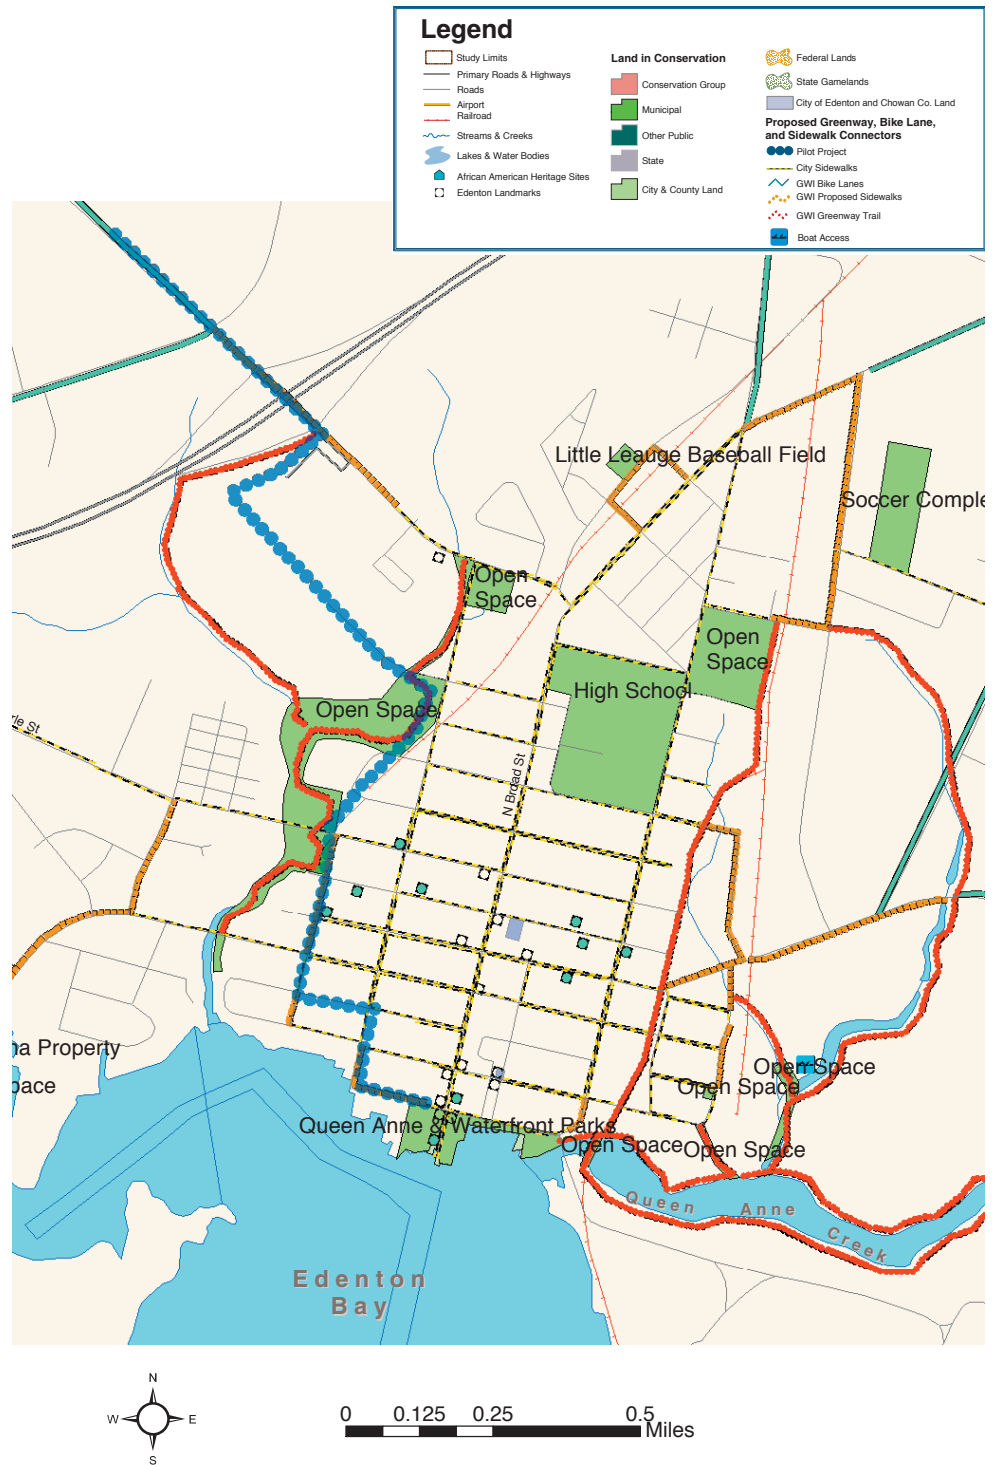 Legend
Study Limits
Primary Roads & Highways
Roads
Airport
Railroad
Streams & Creeks
Lakes & Water Bodies
African American Heritage Sites
Edenton Landmarks
Land in Conservation
Conservation Group
Municipal
Other Public
State
City & County Land
Federal Lands
State Gamelands
City of Edenton and Chowan Co. Land
Proposed Greenway, Bike Lane,
and Sidewalk Connectors
Pilot Project
City Sidewalks
GWI Bike Lanes
GWI Proposed Sidewalks
GWI Greenway Trail
Boat Access
Little Leauge Baseball Field
Soccer Comple
Open
Space
Open
Space
High School
Open Space
rle St
N Broad St
na Property
pace
Open Space
Open Space
Queen Anne & Waterfront Parks
Open Space
Open Space
Queen Anne Creek
Edenton
Bay
N
W E
S
0 0.125 0.25 0.5
Miles